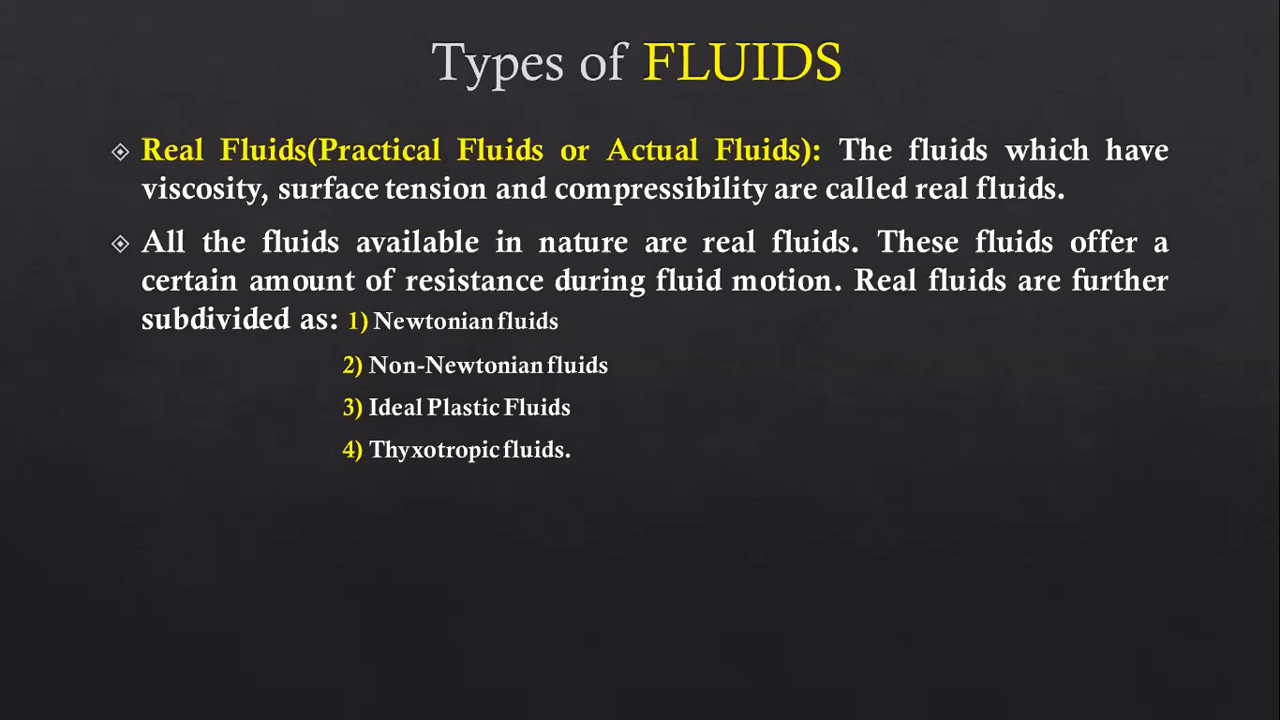 Types of FLUIDS
Real Fluids(Practical Fluids or Actual Fluids): The fluids which have
viscosity, surface tension and compressibility are called real fluids.
All the fluids available in nature are real fluids. These fluids offer a
certain amount of resistance during fluid motion. Real fluids are further
subdivided as: 1) Newtonian fluids
2) Non-Newtonian fluids
3) Ideal Plastic Fluids
4) Thyxotropic fluids.